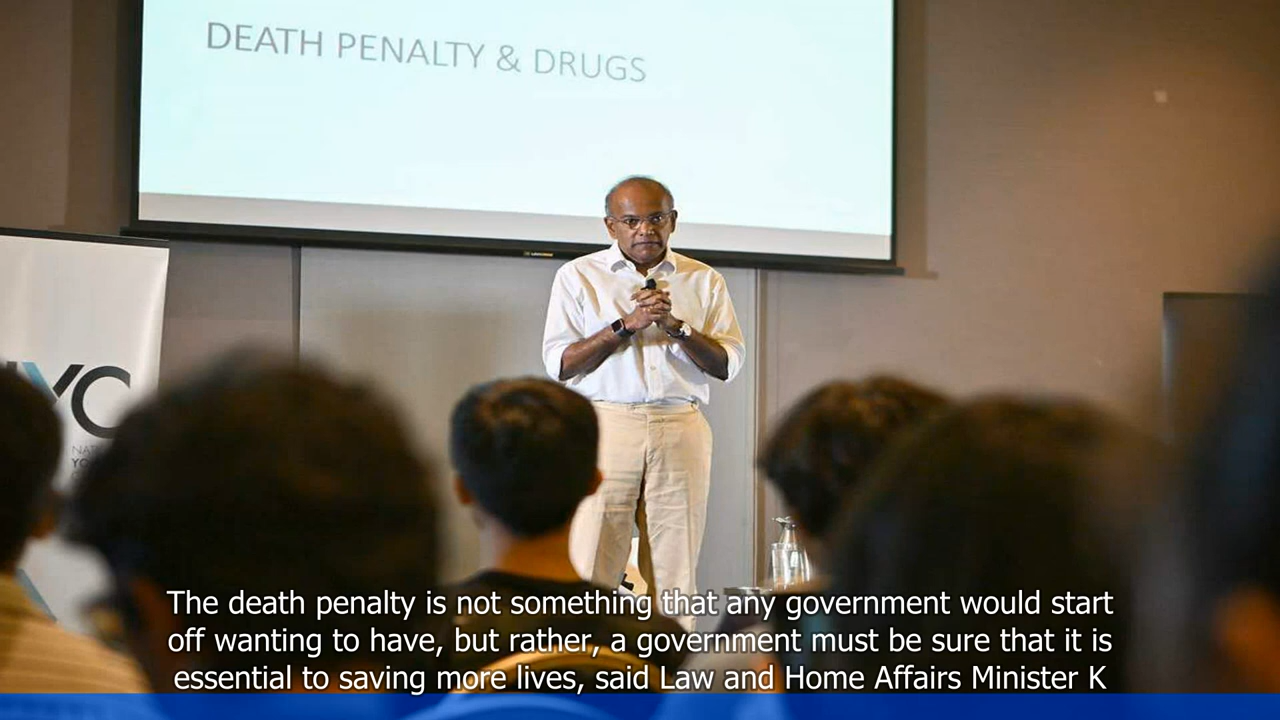 DEATH PENALTY & DRUGS
YC
The death penalty is not something that any government would start
off wanting to have, but rather, a government must be sure that it is
essential to saving more lives, said Law and Home Affairs Minister K